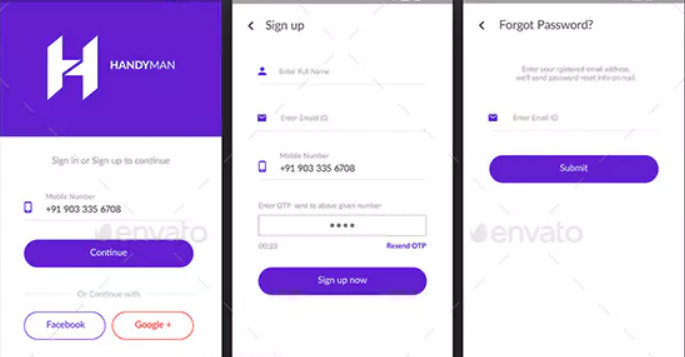 HANDYMAN
Sign in or Sign up to continue
Mobile Number
+91 903 335 6708
Continue
Or Continue with
Facebook
Google +
Sign up
Enter Full Name
Enter Emaid ID
Mobile Number
+91 903 335 6708
Enter OTP sent to above given number
00:23
Resend OTP
Sign up now
Forgot Password?
Enter your rgistered email address,
we'll send password reset info on mail.
Enter Email ID
Submit
envato
envato